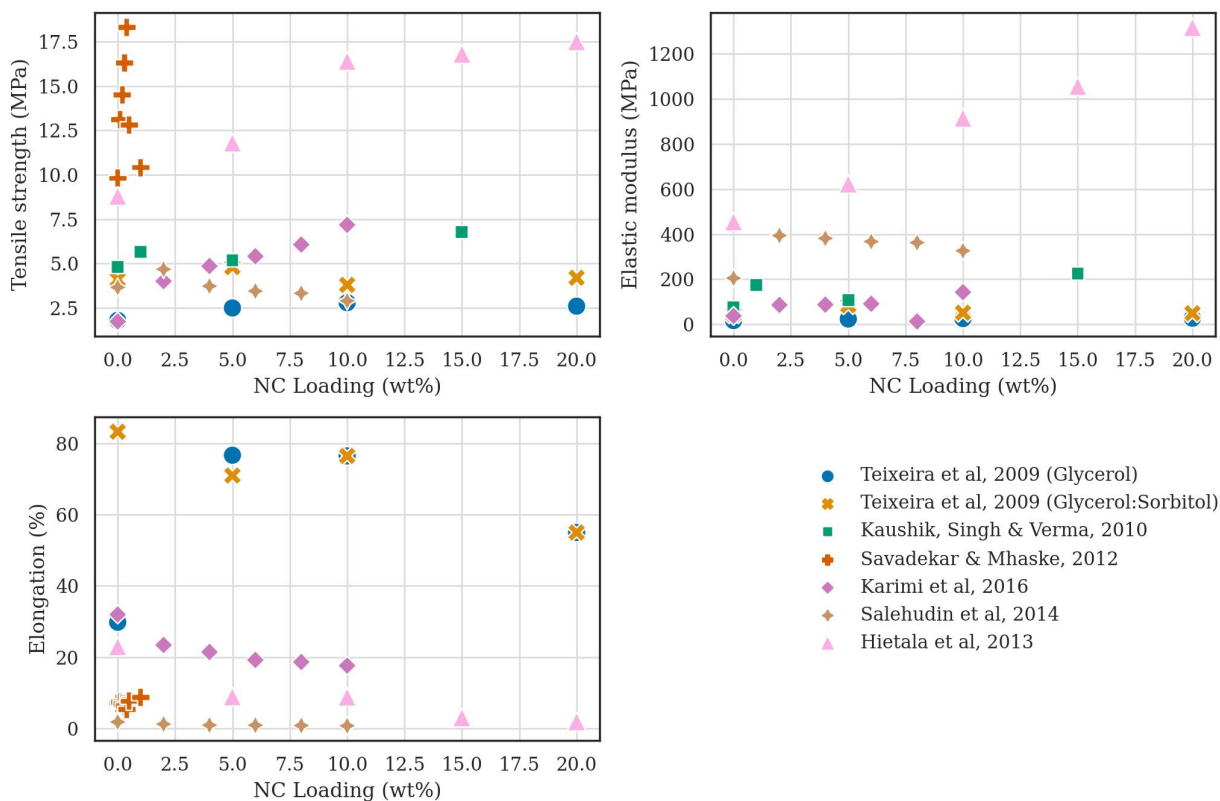 17.5
15.0
12.5
10.0
7.5
5.0
2.5
Tensile strength (MPa)
0.0 2.5 5.0 7.5 10.0 12.5 15.0 17.5 20.0
NC Loading (wt%)
1200
1000
800
600
400
200
0
Elastic modulus (MPa)
0.0 2.5 5.0 7.5 10.0 12.5 15.0 17.5 20.0
NC Loading (wt%)
80
60
40
20
0
Elongation (%)
0.0 2.5 5.0 7.5 10.0 12.5 15.0 17.5 20.0
NC Loading (wt%)
Teixeira et al, 2009 (Glycerol)
Teixeira et al, 2009 (Glycerol:Sorbitol)
Kaushik, Singh & Verma, 2010
Savadekar & Mhaske, 2012
Karimi et al, 2016
Salehudin et al, 2014
Hietala et al, 2013